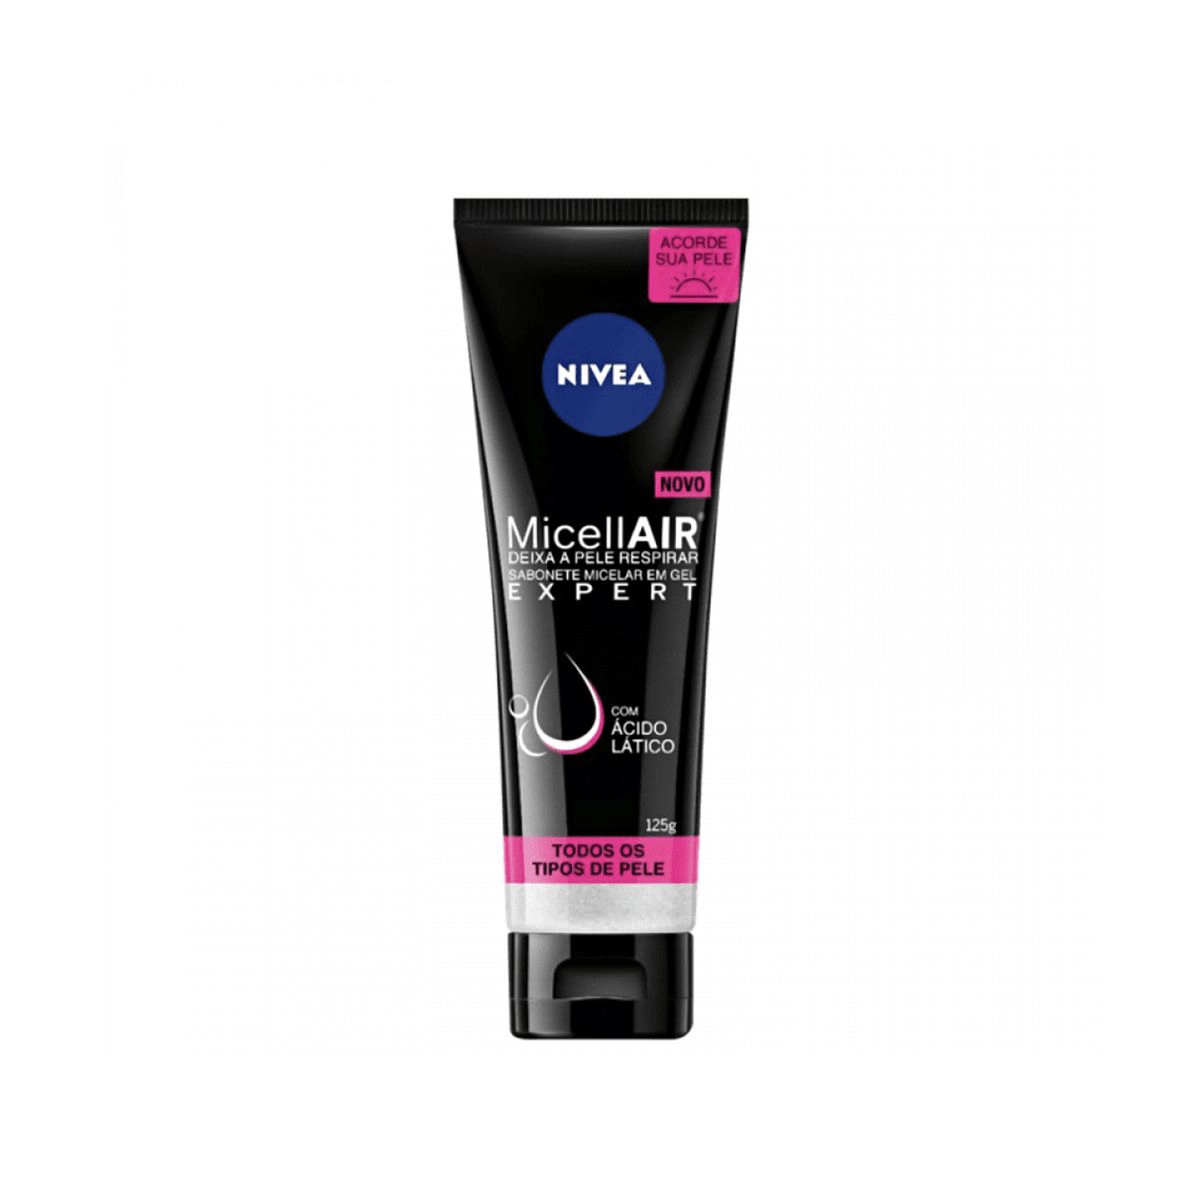 ACORDE
SUA PELE
NIVEA
NOVO
MicellAIR®
DEIXA A PELE RESPIRAR
SABONETE MICELAR EM GEL
EXPERT
COM
ÁCIDO
LÁTICO
125g
TODOS OS
TIPOS DE PELE